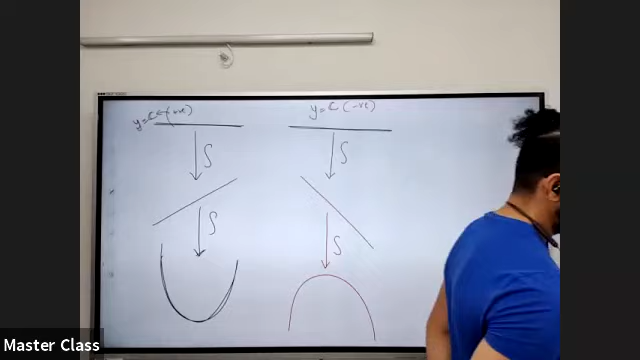 y=C (+ve)
y=C (-ve)
∫
∫
∫
∫
Master Class